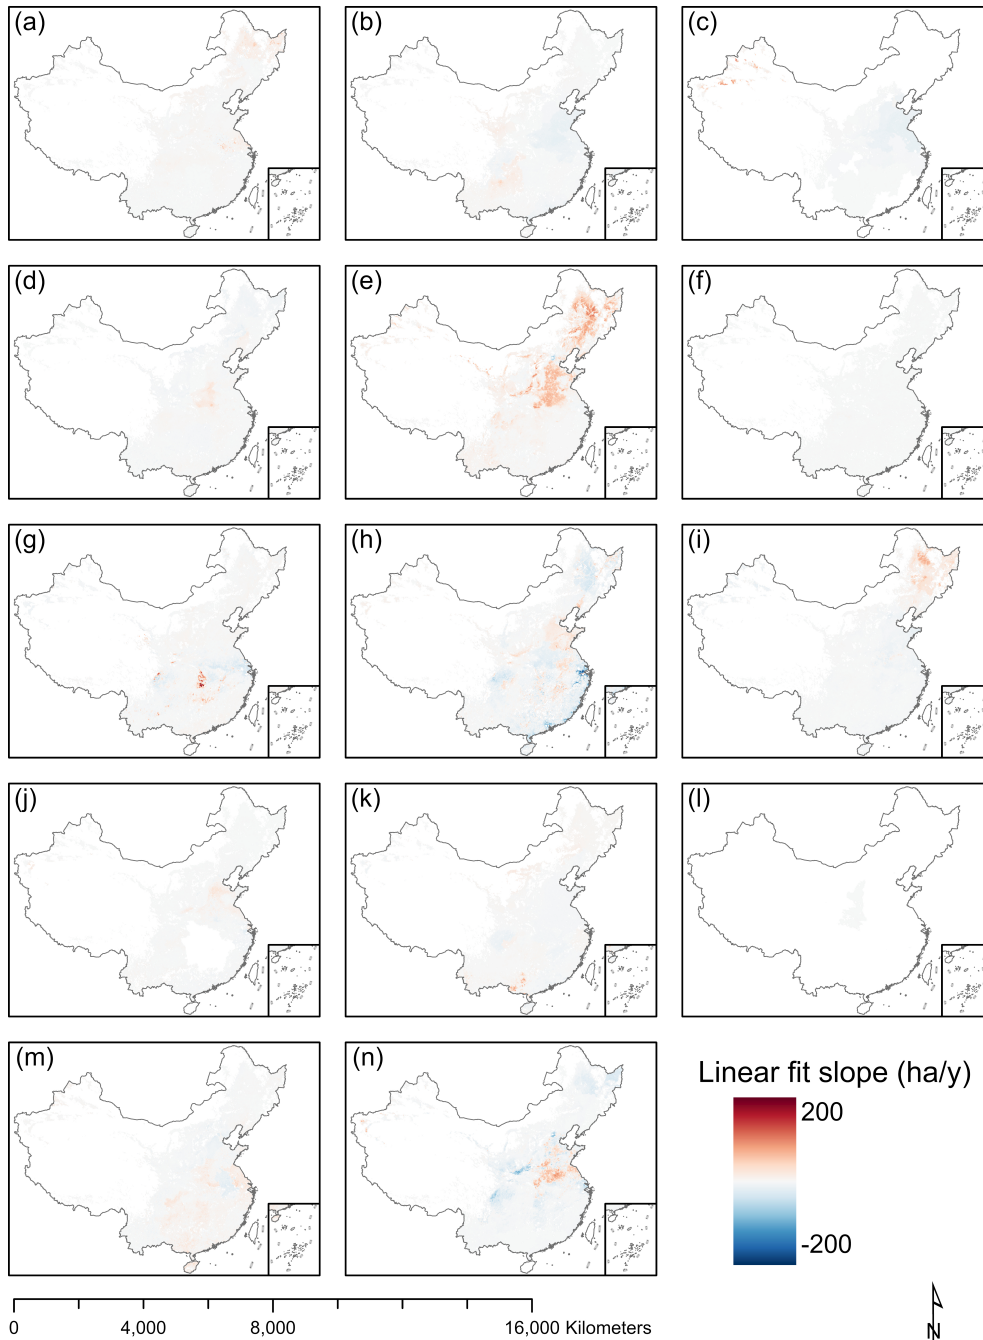 (a) (b) (c)
(d) (e) (f)
(g) (h) (i)
(j) (k) (l)
(m) (n)
Linear fit slope (ha/y)
200
-200
0 4,000 8,000 16,000 Kilometers
N